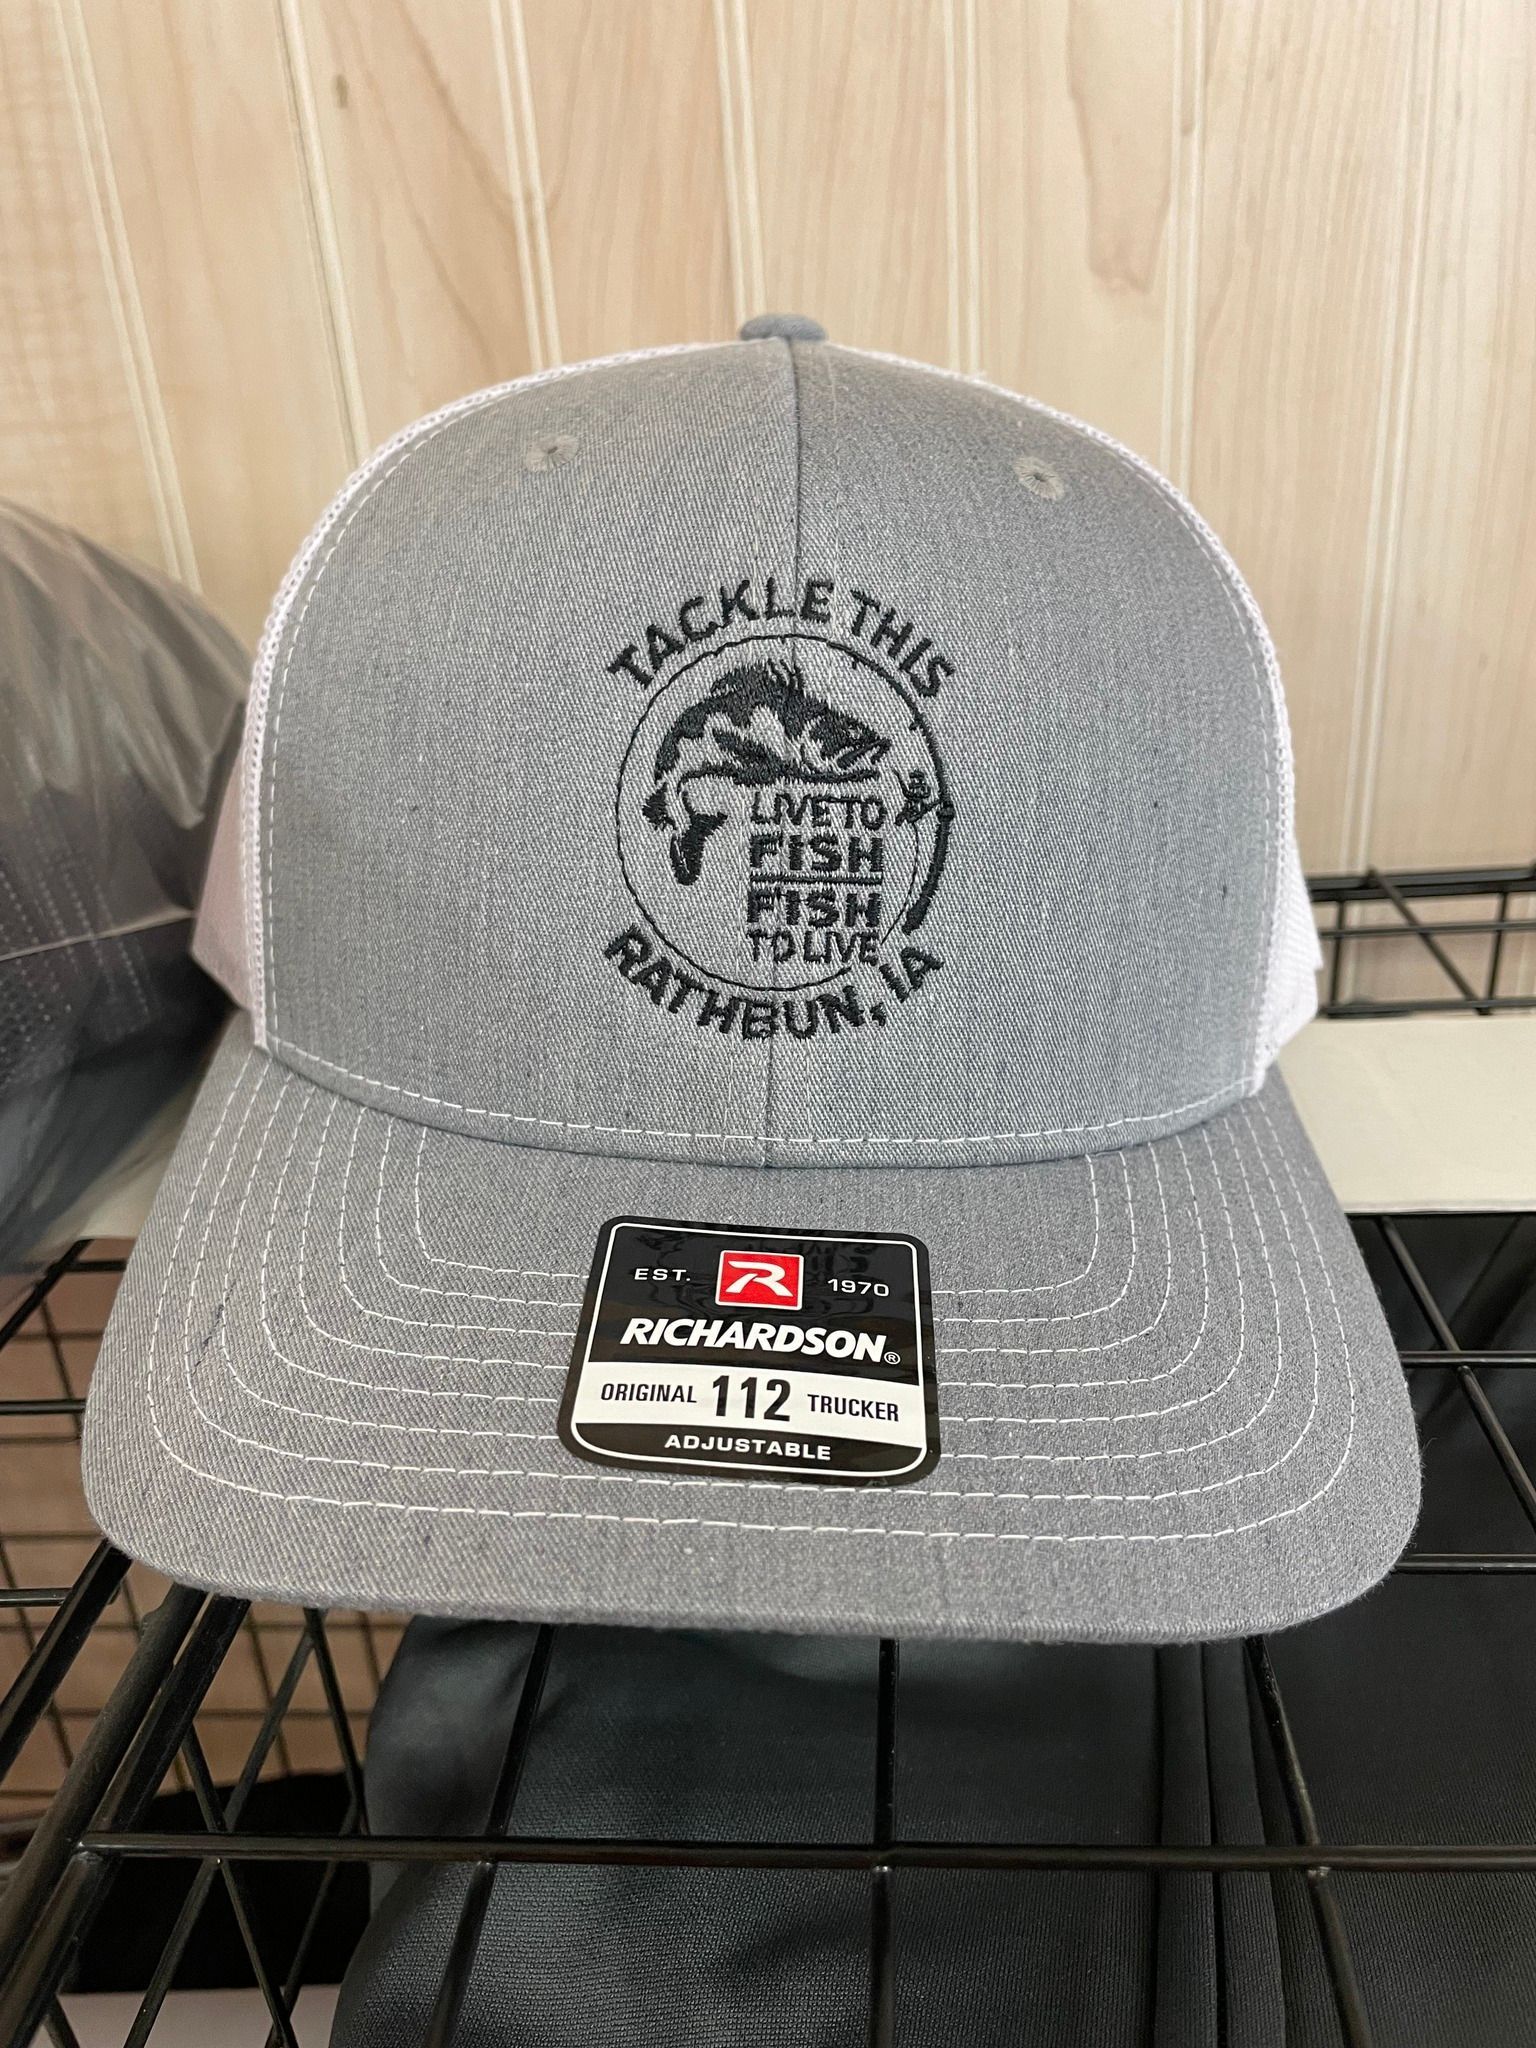 TACKLE THIS
LIVE TO
FISH
FISH
TO LIVE
RATHBUN, IA
EST. R 1970
RICHARDSON®
ORIGINAL 112 TRUCKER
ADJUSTABLE